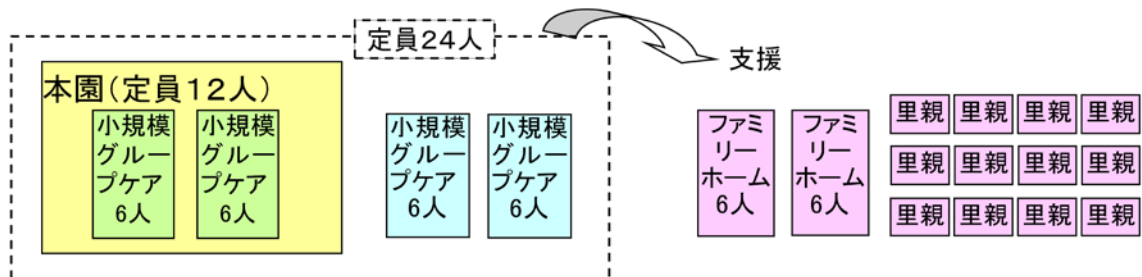 定員24人
支援
本園(定員12人)
小規模
グルー
プケア
6人
小規模
グルー
プケア
6人
小規模
グルー
プケア
6人
小規模
グルー
プケア
6人
ファミ
リー
ホーム
6人
ファミ
リー
ホーム
6人
里親 里親 里親 里親
里親 里親 里親 里親
里親 里親 里親 里親